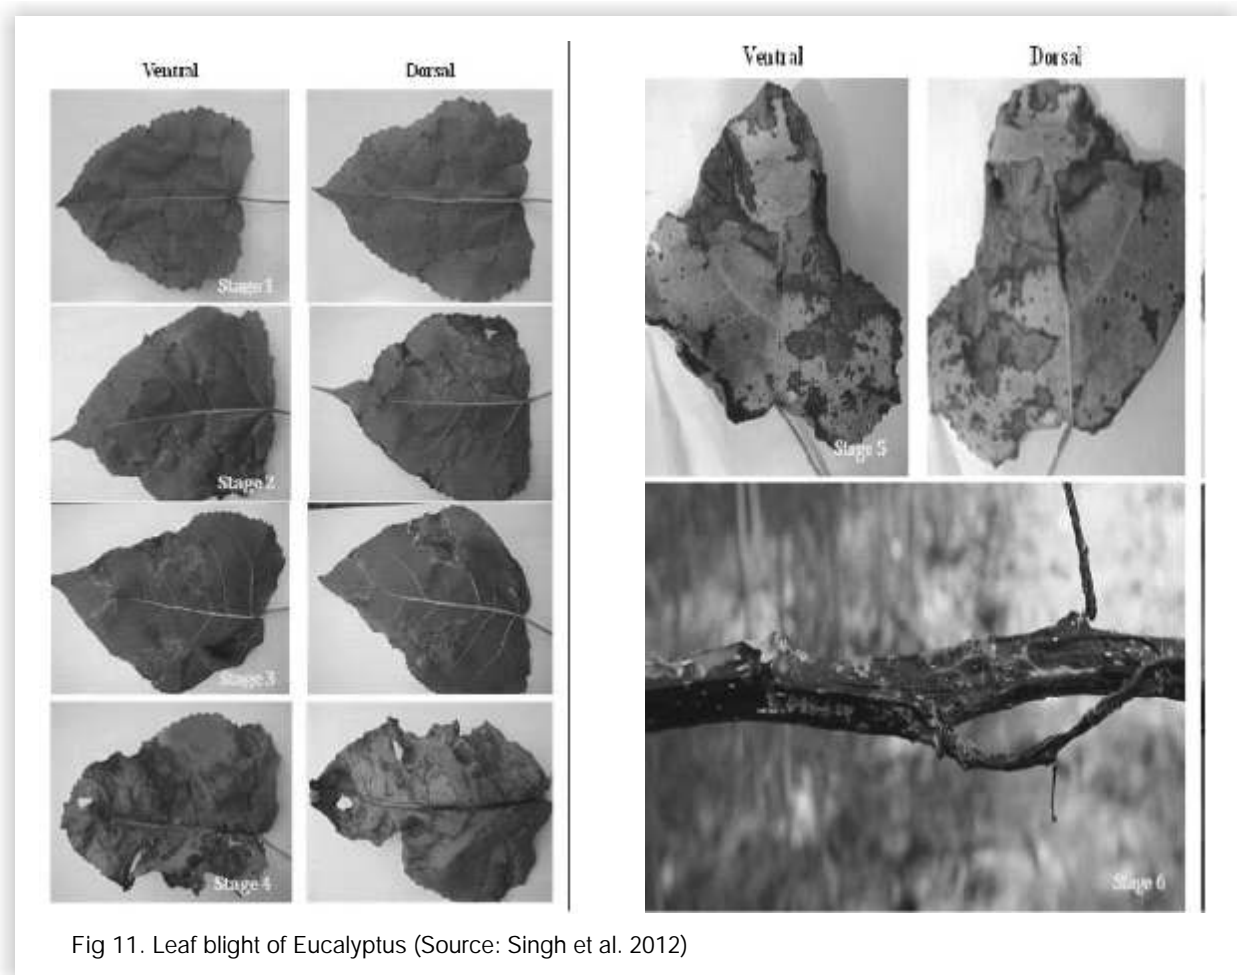 Ventral Dorsal
Stage 1
Stage 2
Stage 3
Stage 4
Ventral Dorsal
Stage 5
Stage 6
Fig 11. Leaf blight of Eucalyptus (Source: Singh et al. 2012)